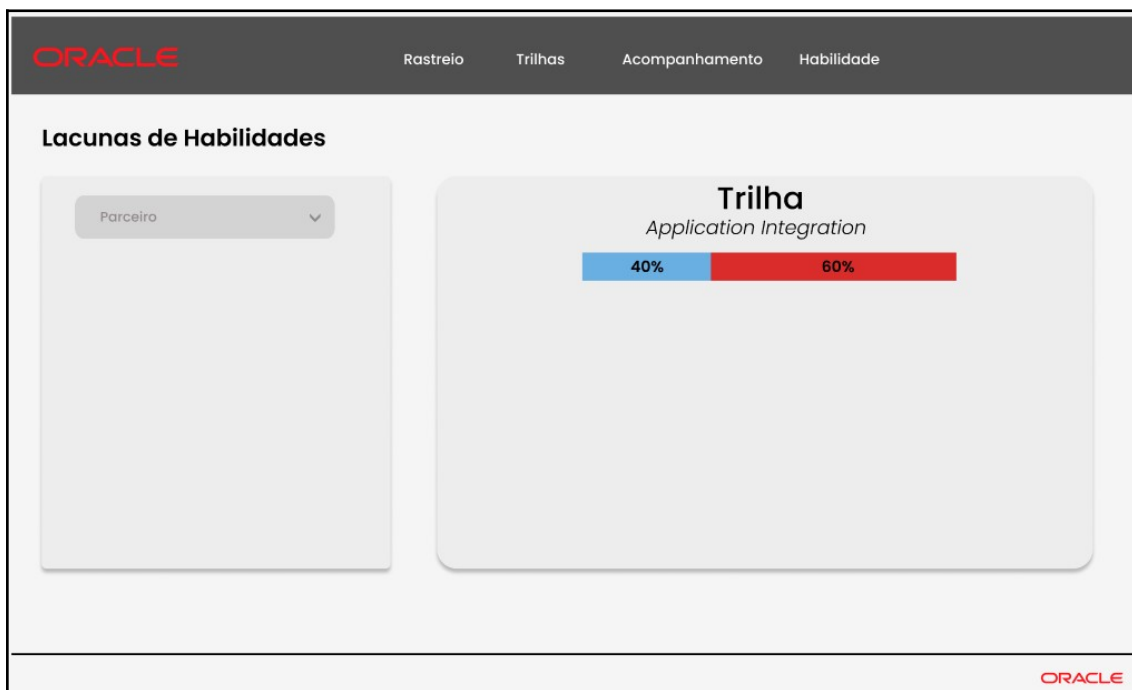 ORACLE
Rastreio
Trilhas
Acompanhamento
Habilidade
Lacunas de Habilidades
Parceiro
Trilha
Application Integration
40%
60%
ORACLE